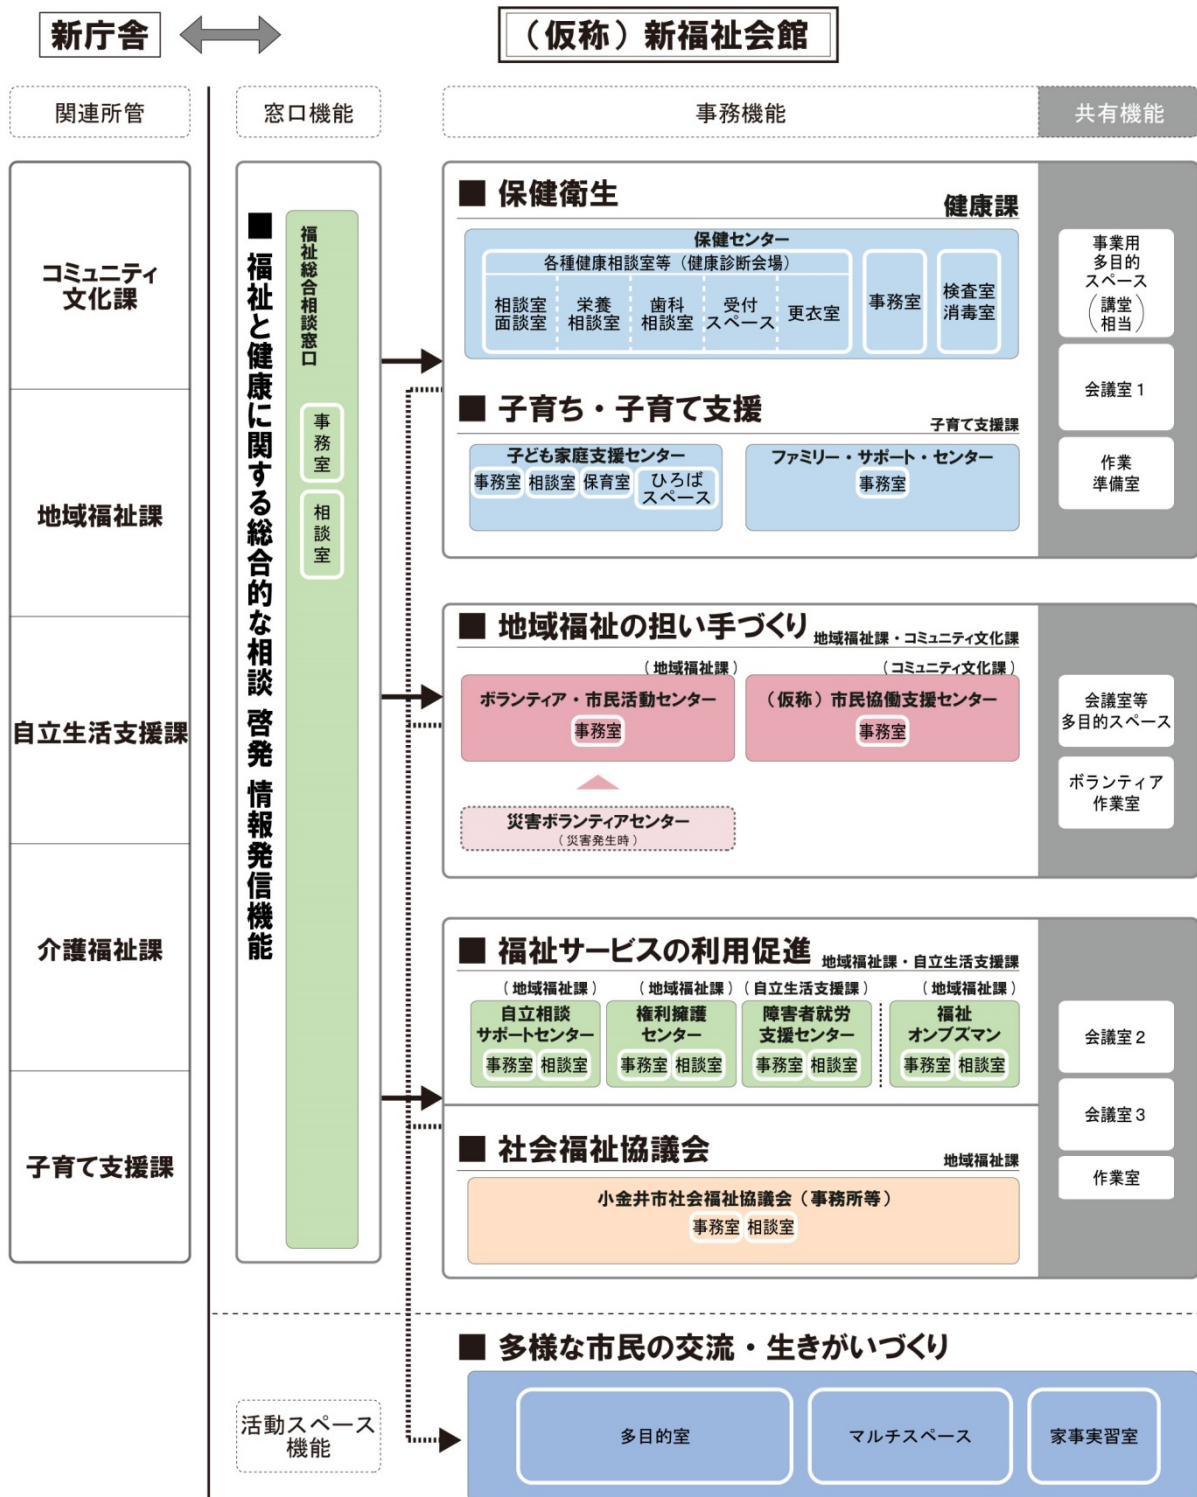 新庁舎
（仮称）新福祉会館
関連所管
窓口機能
事務機能
共有機能
コミュニティ
文化課
地域福祉課
自立生活支援課
介護福祉課
子育て支援課
■ 福祉と健康に関する総合的な相談 啓発 情報発信機能
福祉総合相談窓口
事務室
相談室
■ 保健衛生
健康課
保健センター
各種健康相談室等（健康診断会場）
相談室
面談室
栄養
相談室
歯科
相談室
受付
スペース
更衣室
事務室
検査室
消毒室
■ 子育ち・子育て支援
子育て支援課
子ども家庭支援センター
事務室
相談室
保育室
ひろば
スペース
ファミリー・サポート・センター
事務室
事業用
多目的
スペース
（講堂
相当）
会議室1
作業
準備室
■ 地域福祉の担い手づくり
地域福祉課・コミュニティ文化課
（地域福祉課）
ボランティア・市民活動センター
事務室
（コミュニティ文化課）
（仮称）市民協働支援センター
事務室
災害ボランティアセンター
（災害発生時）
会議室等
多目的スペース
ボランティア
作業室
■ 福祉サービスの利用促進
地域福祉課・自立生活支援課
（地域福祉課）
自立相談
サポートセンター
事務室
相談室
（地域福祉課）
権利擁護
センター
事務室
相談室
（自立生活支援課）
障害者就労
支援センター
事務室
相談室
（地域福祉課）
福祉
オンブズマン
事務室
相談室
■ 社会福祉協議会
地域福祉課
小金井市社会福祉協議会（事務所等）
事務室
相談室
会議室2
会議室3
作業室
活動スペース
機能
■ 多様な市民の交流・生きがいづくり
多目的室
マルチスペース
家事実習室